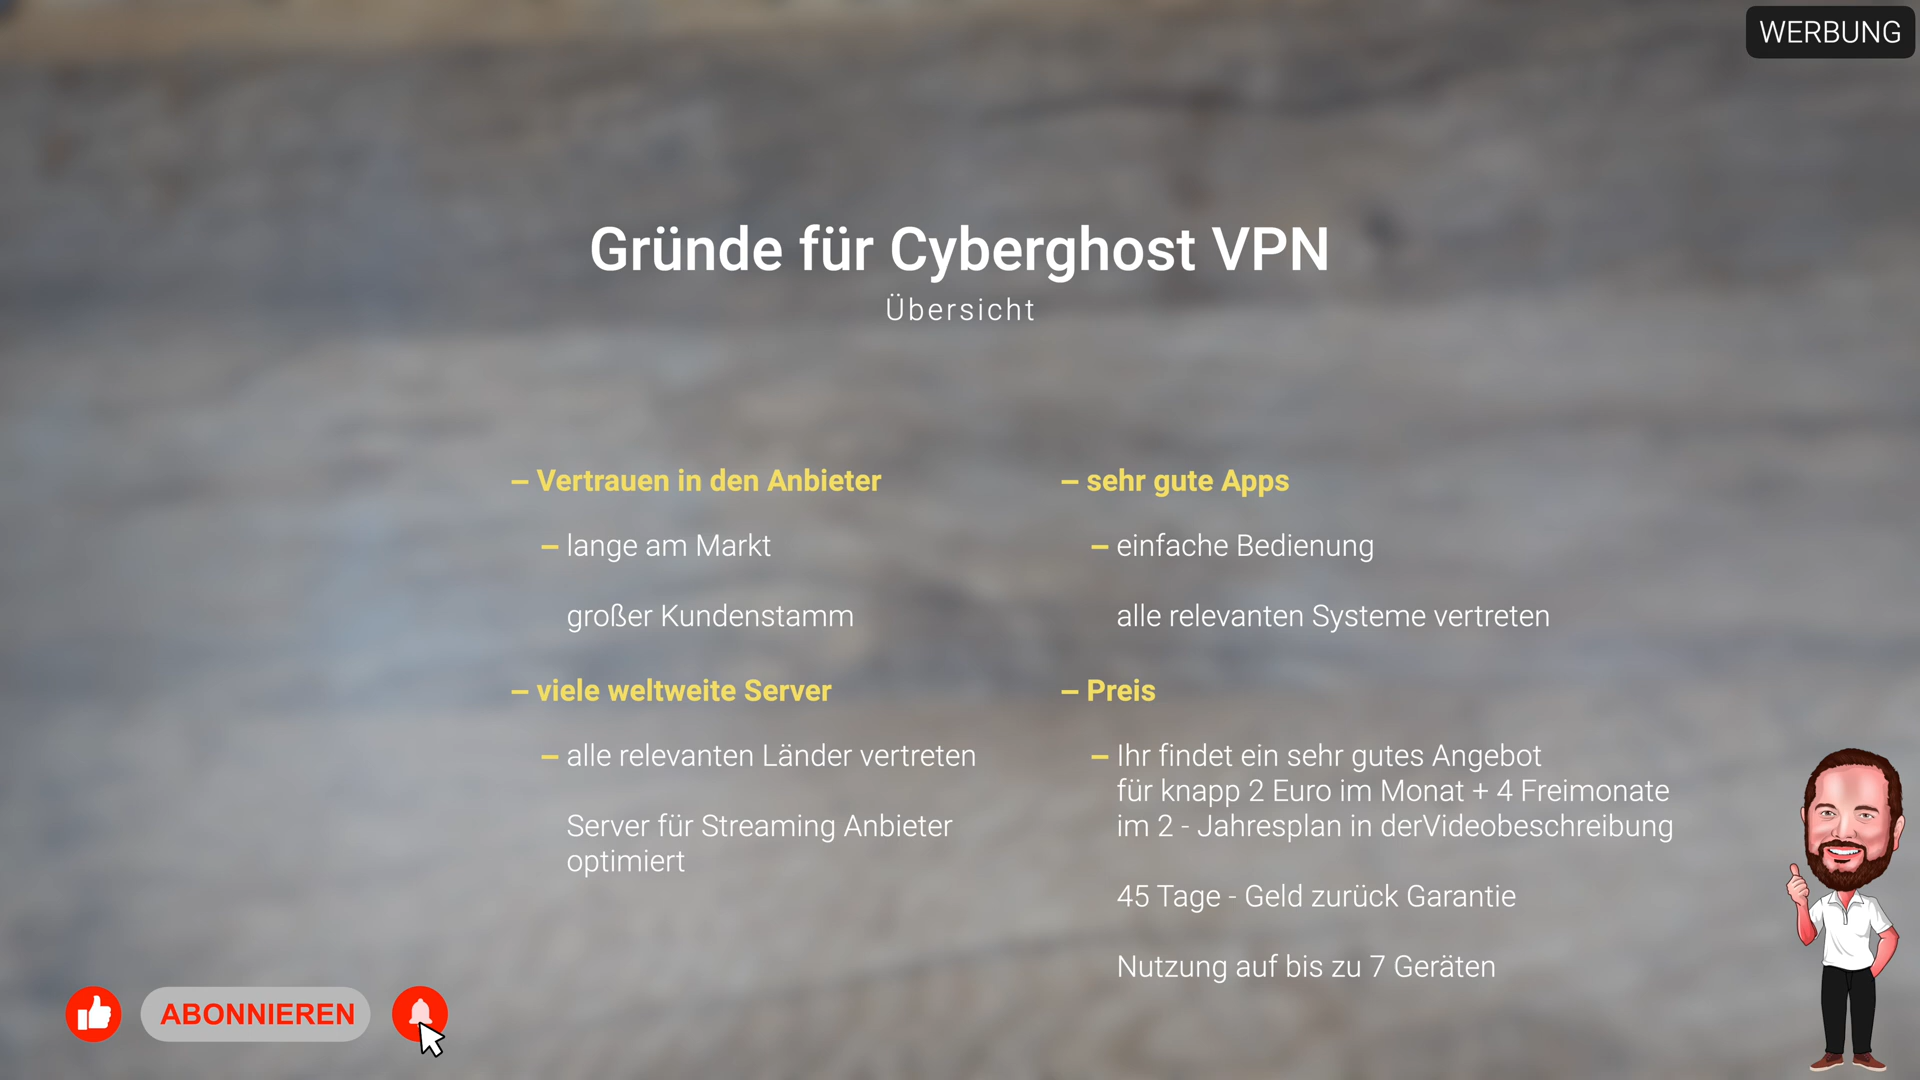 WERBUNG
Gründe für Cyberghost VPN
Übersicht
– Vertrauen in den Anbieter
– lange am Markt
großer Kundenstamm
– viele weltweite Server
– alle relevanten Länder vertreten
Server für Streaming Anbieter
optimiert
– sehr gute Apps
– einfache Bedienung
alle relevanten Systeme vertreten
– Preis
– Ihr findet ein sehr gutes Angebot
für knapp 2 Euro im Monat + 4 Freimonate
im 2 - Jahresplan in derVideobeschreibung
45 Tage - Geld zurück Garantie
Nutzung auf bis zu 7 Geräten
ABONNIEREN